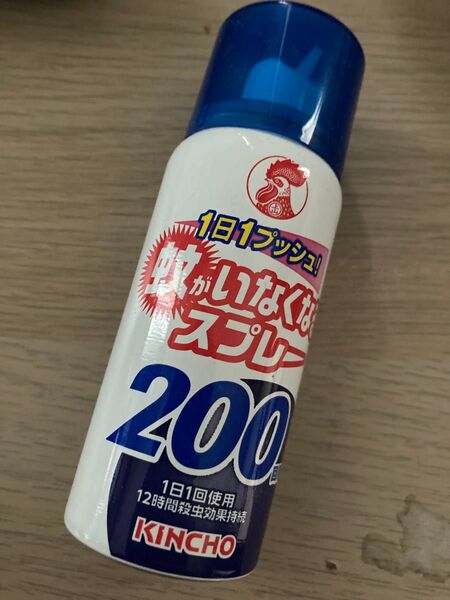 1日1プッシュ!
蚊がいなくな
スプレー
200
1日1回使用
12時間殺虫効果持続
KINCHO